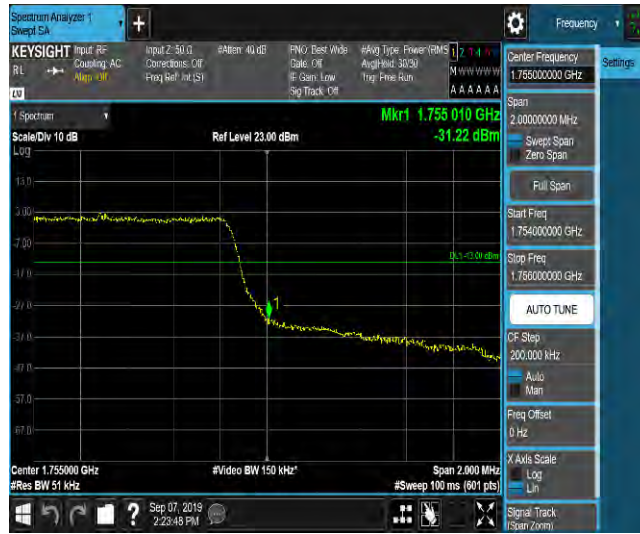 Spectrum Analyzer 1
Swept SA
+
Frequency
KEYSIGHT
Input: RF
Input Z: 50 Ω
#Atten: 40 dB
PNO: Best Wide
#Avg Type: Power (RMS
1 2
RL
Coupling: AC
Corrections: Off
Gate: Off
Avg|Hold: 30/30
M W W W W W
Align: Off
Freq Ref: Int (S)
IF Gain: Low
Trig: Free Run
Sig Track: Off
A A A A A A
LXI
Center Frequency
1.755000000 GHz
Settings
Span
2.00000000 MHz
Swept Span
Zero Span
Full Span
Start Freq
1.754000000 GHz
Stop Freq
1.756000000 GHz
AUTO TUNE
CF Step
200.000 kHz
Auto
Man
Freq Offset
0 Hz
X Axis Scale
Log
Lin
Signal Track
(Span Zoom)
1 Spectrum
Mkr1 1.755 010 GHz
Scale/Div 10 dB
Ref Level 23.00 dBm
-31.22 dBm
Log
13.0
3.00
-7.00
DL1 -13.00 dBm
-17.0
-27.0
1
-37.0
-47.0
-57.0
-67.0
Center 1.755000 GHz
#Video BW 150 kHz*
Span 2.000 MHz
#Res BW 51 kHz
#Sweep 100 ms (601 pts)
?
Sep 07, 2019
2:23:48 PM